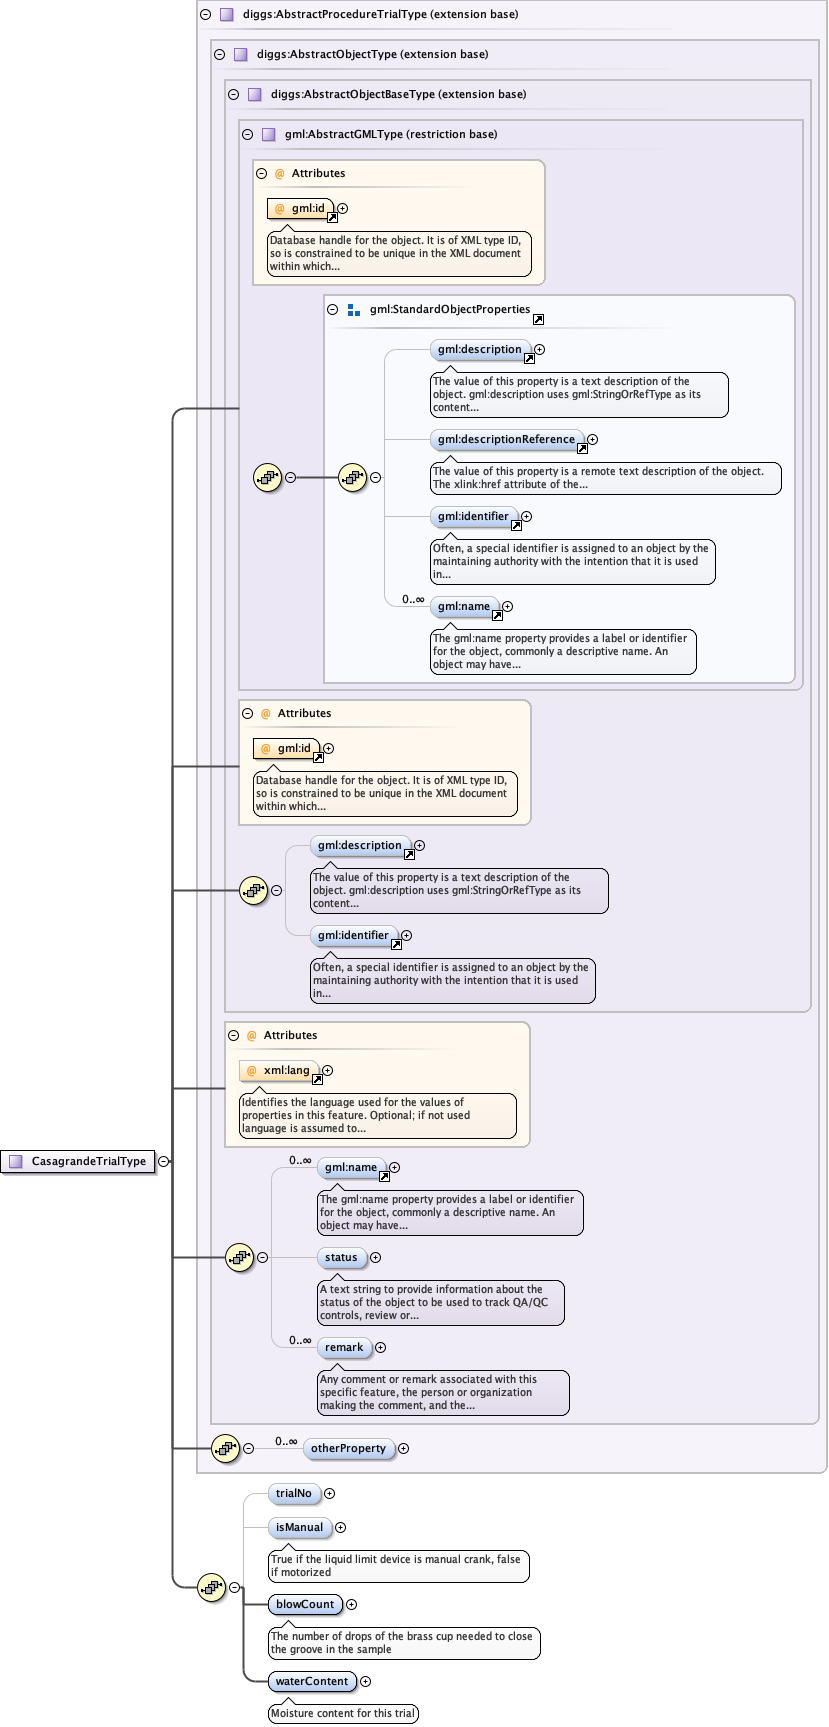 diggs:AbstractProcedureTrialType (extension base)
diggs:AbstractObjectType (extension base)
diggs:AbstractObjectBaseType (extension base)
gml:AbstractGMLType (restriction base)
@ Attributes
@ gml:id
Database handle for the object. It is of XML type ID,
so is constrained to be unique in the XML document
within which...
gml:StandardObjectProperties
gml:description
The value of this property is a text description of the
object. gml:description uses gml:StringOrRefType as its
content...
gml:descriptionReference
The value of this property is a remote text description of the object.
The xlink:href attribute of the...
gml:identifier
Often, a special identifier is assigned to an object by the
maintaining authority with the intention that it is used
in...
0..∞
gml:name
The gml:name property provides a label or identifier
for the object, commonly a descriptive name. An
object may have...
@ Attributes
@ gml:id
Database handle for the object. It is of XML type ID,
so is constrained to be unique in the XML document
within which...
gml:description
The value of this property is a text description of the
object. gml:description uses gml:StringOrRefType as its
content...
gml:identifier
Often, a special identifier is assigned to an object by the
maintaining authority with the intention that it is used
in...
@ Attributes
@ xml:lang
Identifies the language used for the values of
properties in this feature. Optional; if not used
language is assumed to...
CasagrandeTrialType
0..∞
gml:name
The gml:name property provides a label or identifier
for the object, commonly a descriptive name. An
object may have...
status
A text string to provide information about the
status of the object to be used to track QA/QC
controls, review or...
0..∞
remark
Any comment or remark associated with this
specific feature, the person or organization
making the comment, and the...
0..∞
otherProperty
trialNo
isManual
True if the liquid limit device is manual crank, false
if motorized
blowCount
The number of drops of the brass cup needed to close
the groove in the sample
waterContent
Moisture content for this trial